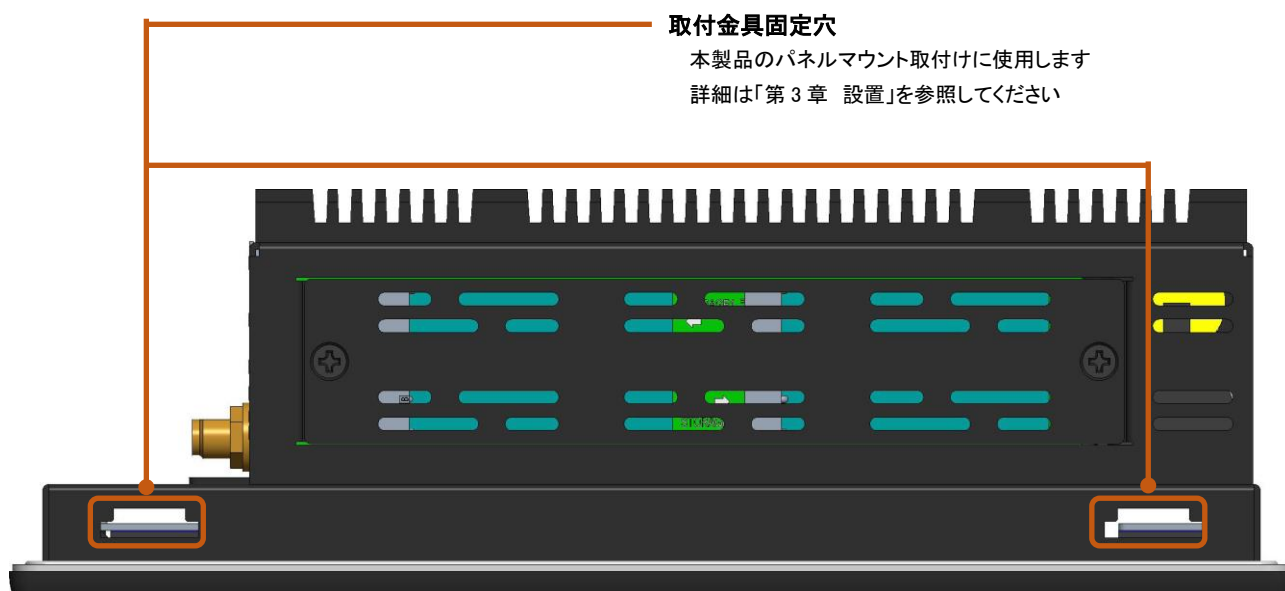 取付金具固定穴
本製品のパネルマウント取付けに使用します
詳細は「第 3 章　設置」を参照してください